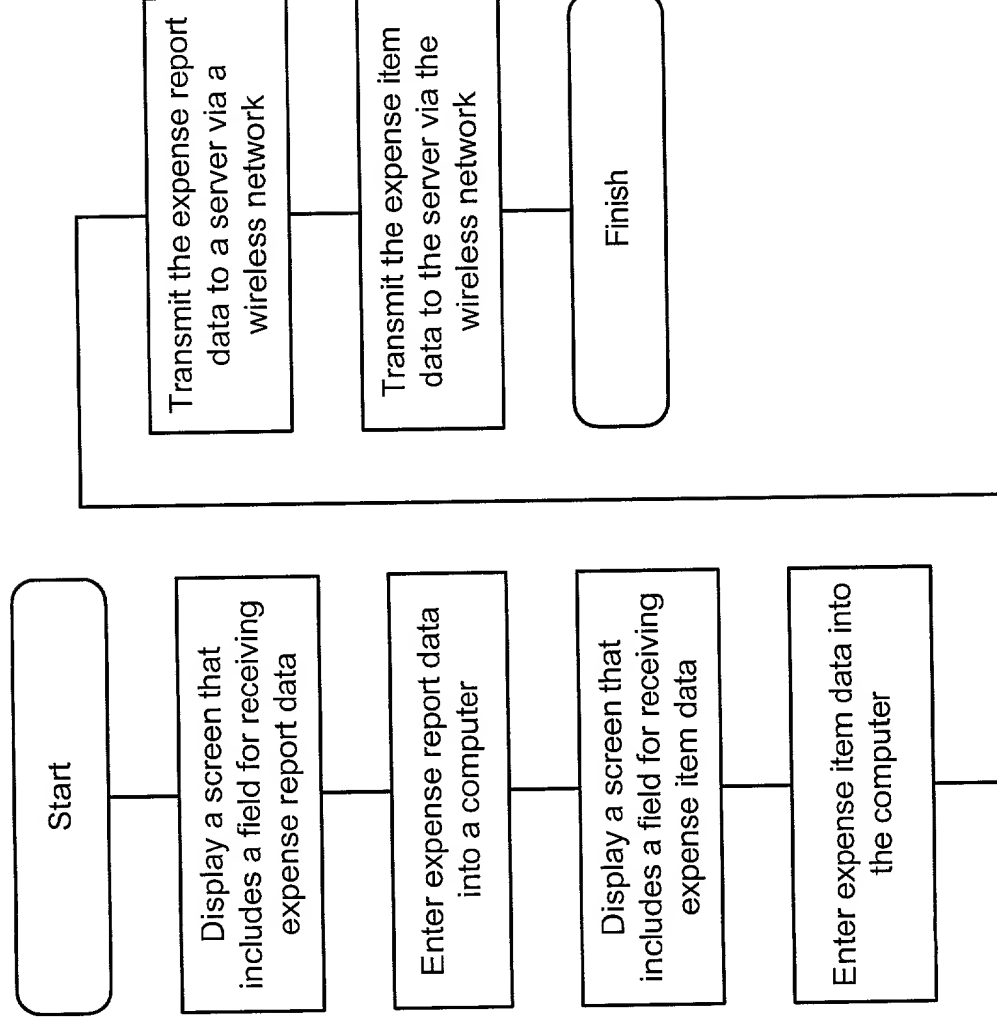 Start
Display a screen that
includes a field for receiving
expense report data
Enter expense report data
into a computer
Display a screen that
includes a field for receiving
expense item data
Enter expense item data into
the computer
Transmit the expense report
data to a server via a
wireless network
Transmit the expense item
data to the server via the
wireless network
Finish